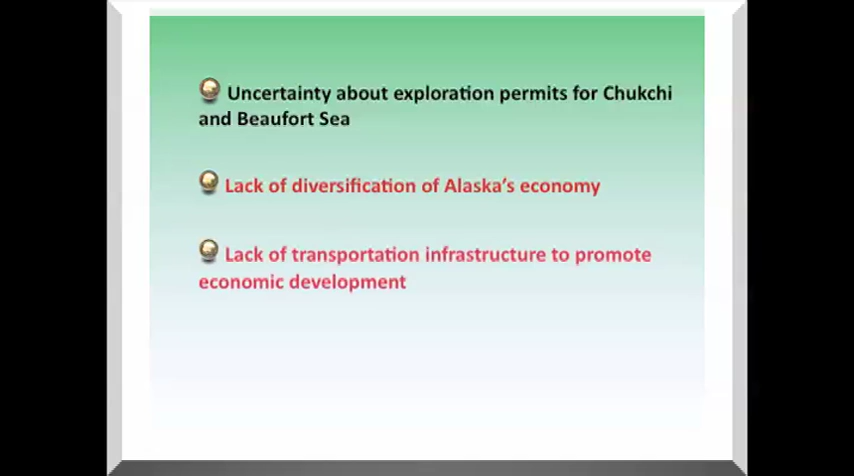 Uncertainty about exploration permits for Chukchi
and Beaufort Sea
Lack of diversification of Alaska's economy
Lack of transportation infrastructure to promote
economic development